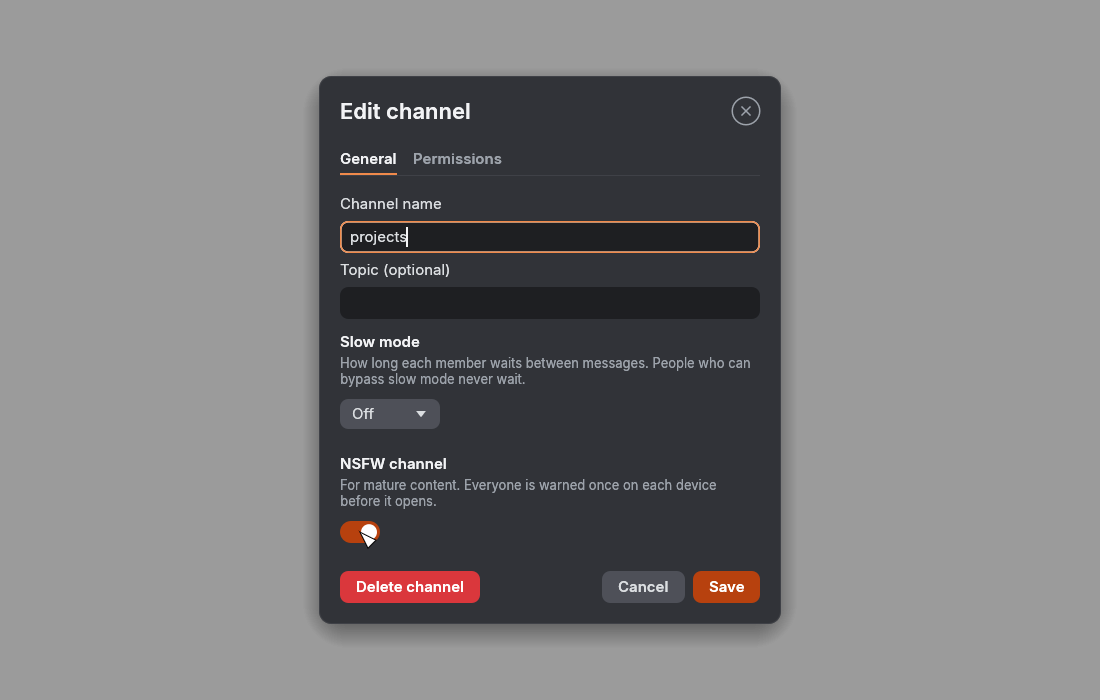 Edit channel
General Permissions
Channel name
projects
Topic (optional)
Slow mode
How long each member waits between messages. People who can
bypass slow mode never wait.
Off
NSFW channel
For mature content. Everyone is warned once on each device
before it opens.
Delete channel Cancel Save